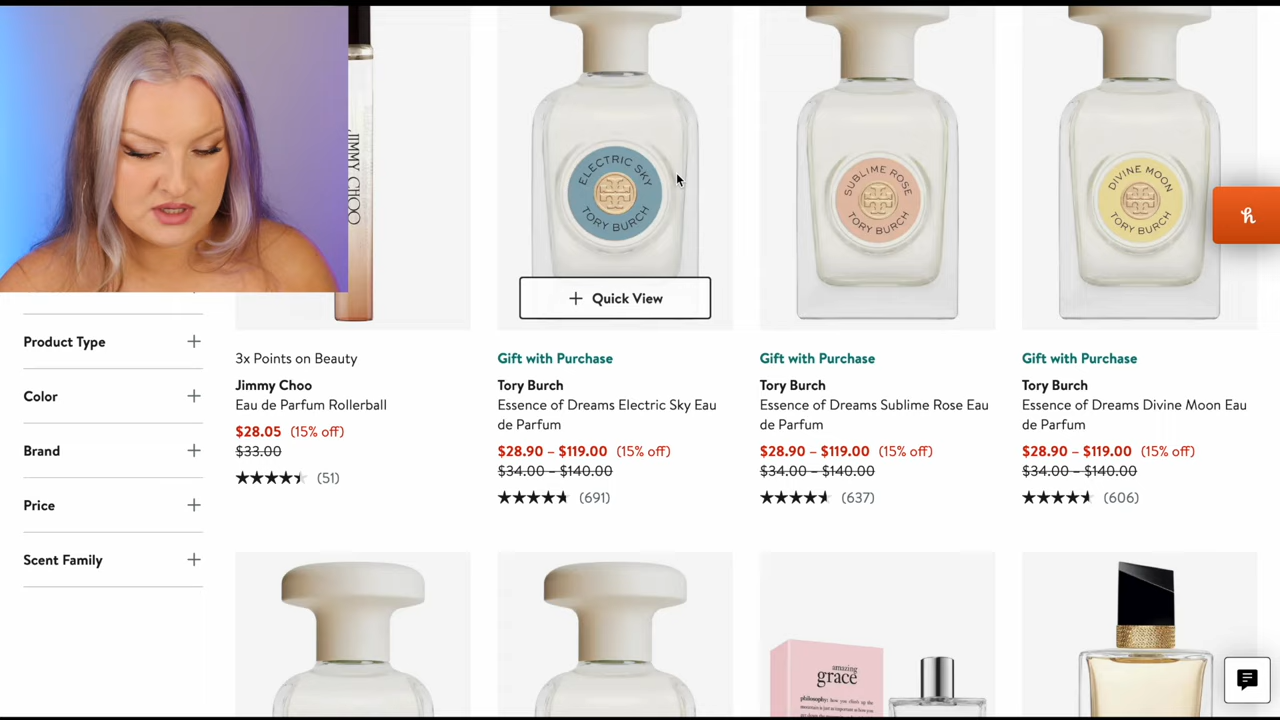 JIMMY CHOO
ELECTRIC SKY
TORY BURCH
SUBLIME ROSE
TORY BURCH
DIVINE MOON
TORY BURCH
h
+ Quick View
Product Type +
Color +
Brand +
Price +
Scent Family +
3x Points on Beauty
Jimmy Choo
Eau de Parfum Rollerball
$28.05 (15% off)
$33.00
(51)
Gift with Purchase
Tory Burch
Essence of Dreams Electric Sky Eau
de Parfum
$28.90 – $119.00 (15% off)
$34.00 – $140.00
(691)
Gift with Purchase
Tory Burch
Essence of Dreams Sublime Rose Eau
de Parfum
$28.90 – $119.00 (15% off)
$34.00 – $140.00
(637)
Gift with Purchase
Tory Burch
Essence of Dreams Divine Moon Eau
de Parfum
$28.90 – $119.00 (15% off)
$34.00 – $140.00
(606)
amazing
grace